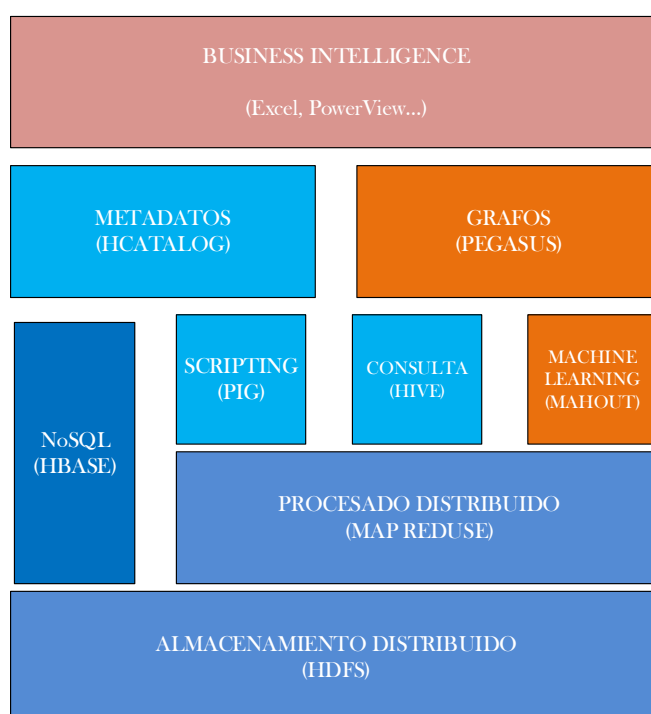 BUSINESS INTELLIGENCE
(Excel, PowerView...)
METADATOS
(HCATALOG)
GRAFOS
(PEGASUS)
NoSQL
(HBASE)
SCRIPTING
(PIG)
CONSULTA
(HIVE)
MACHINE
LEARNING
(MAHOUT)
PROCESADO DISTRIBUIDO
(MAP REDUSE)
ALMACENAMIENTO DISTRIBUIDO
(HDFS)